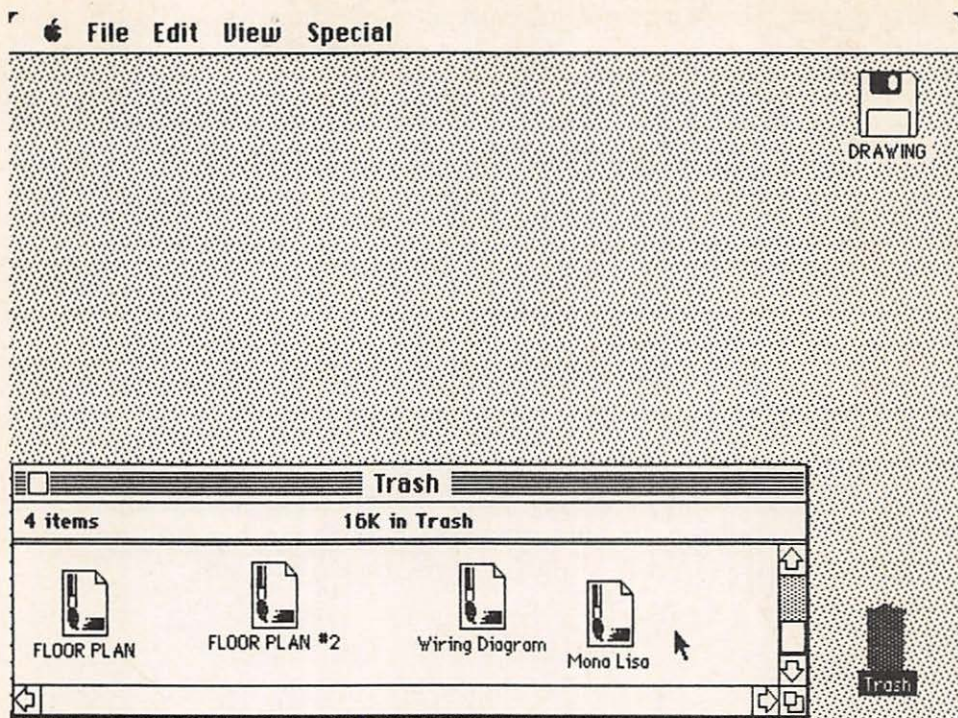 File Edit View Special
DRAWING
Trash
4 items 16K in Trash
FLOOR PLAN FLOOR PLAN #2 Wiring Diagram Mona Lisa
Trash